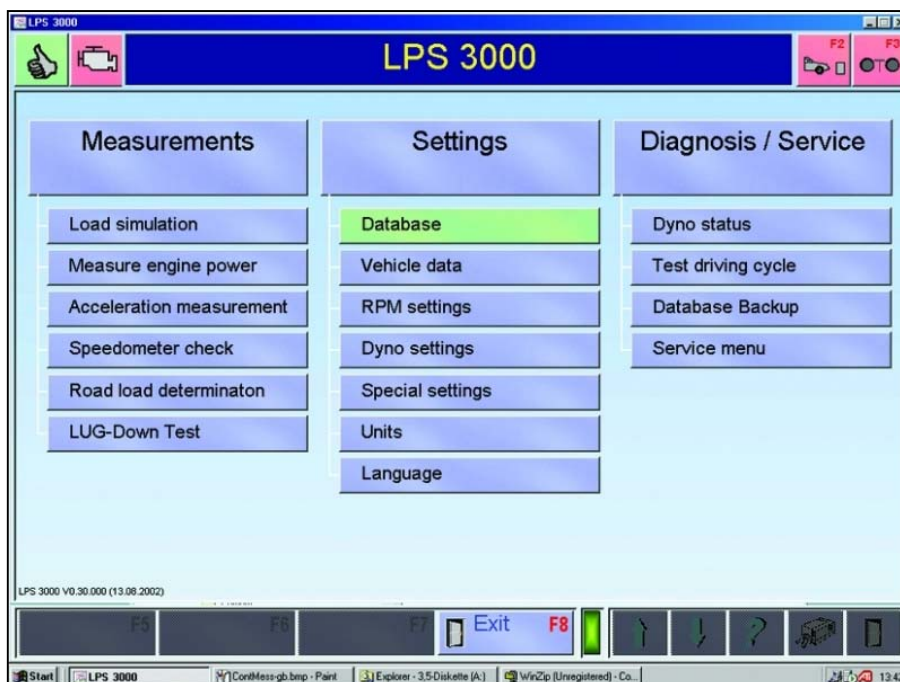 LPS 3000
LPS 3000
F2
F3
Measurements
Settings
Diagnosis / Service
Load simulation
Measure engine power
Acceleration measurement
Speedometer check
Road load determinaton
LUG-Down Test
Database
Vehicle data
RPM settings
Dyno settings
Special settings
Units
Language
Dyno status
Test driving cycle
Database Backup
Service menu
LPS 3000 V0.30.000 (13.08.2002)
F5
F6
F7
Exit F8
Start
LPS 3000
ContMess-gb.bmp - Paint
Explorer - 3,5-Diskette (A:)
WinZip (Unregistered) - Co...
13:42